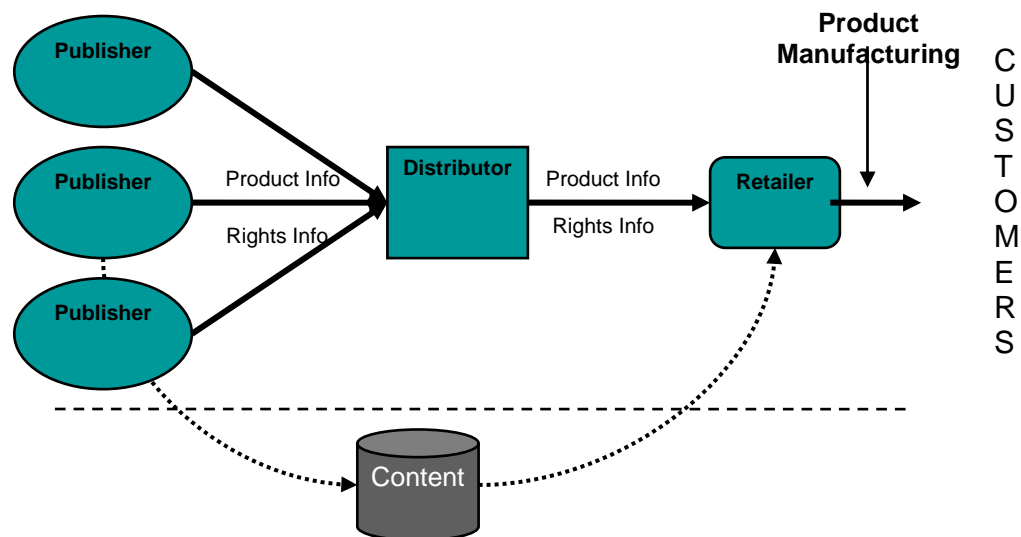 Product
Manufacturing
Publisher
Publisher
Publisher
Product Info
Rights Info
Distributor
Product Info
Rights Info
Retailer
Content
C
U
S
T
O
M
E
R
S